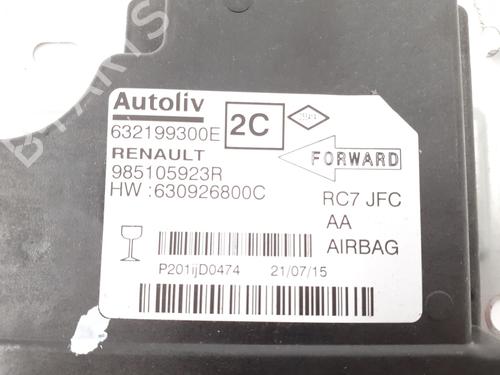 Autoliv
632199300E
2C
RENAULT
FORWARD
985105923R
HW :630926800C
RC7 JFC
AA
AIRBAG
P201ijD0474 21/07/15